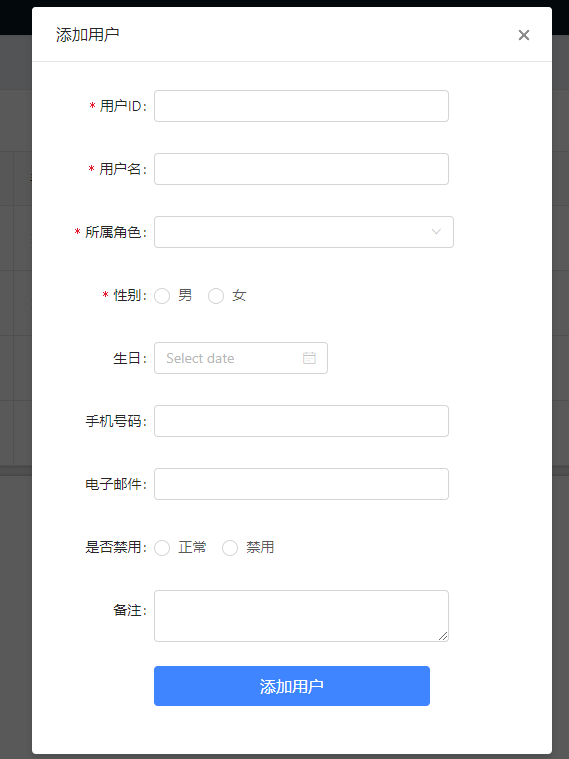 添加用户
* 用户ID:
* 用户名:
* 所属角色:
* 性别: 男 女
生日: Select date
手机号码:
电子邮件:
是否禁用: 正常 禁用
备注:
添加用户